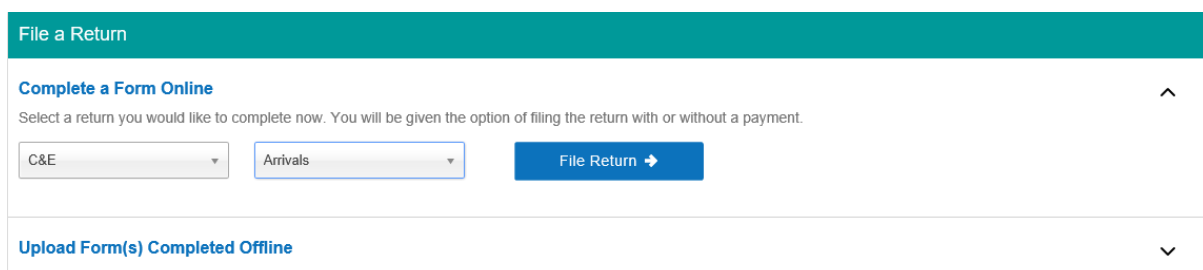 File a Return
Complete a Form Online
Select a return you would like to complete now. You will be given the option of filing the return with or without a payment.
C&E
Arrivals
File Return
Upload Form(s) Completed Offline